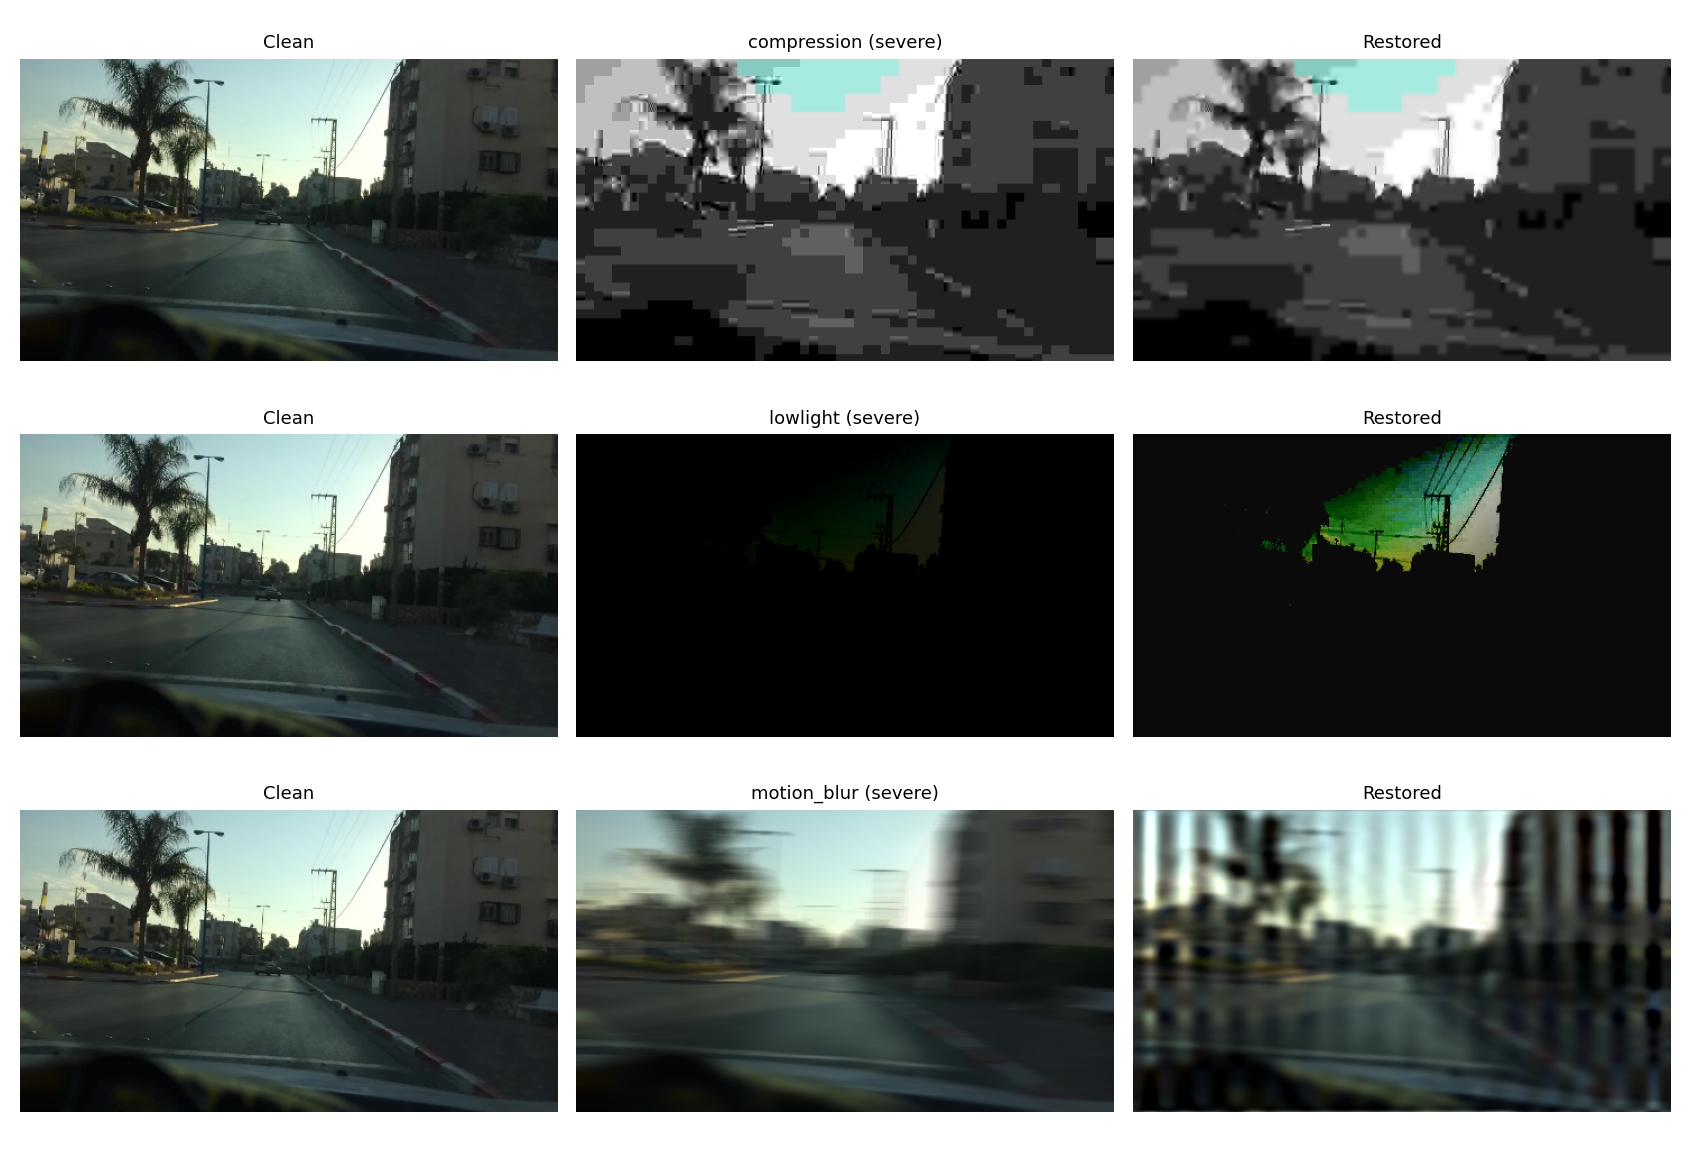 Clean
compression (severe)
Restored
Clean
lowlight (severe)
Restored
Clean
motion_blur (severe)
Restored